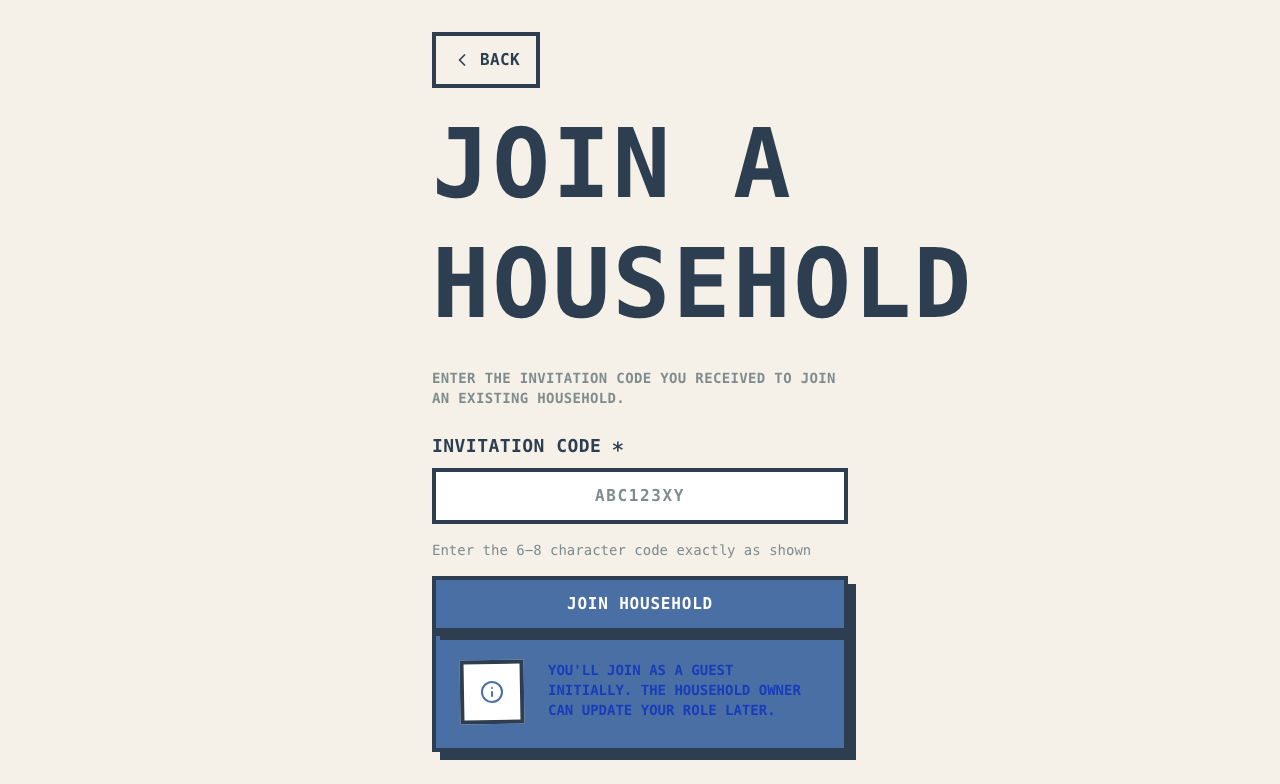 BACK
JOIN A
HOUSEHOLD
ENTER THE INVITATION CODE YOU RECEIVED TO JOIN
AN EXISTING HOUSEHOLD.
INVITATION CODE *
ABC123XY
Enter the 6–8 character code exactly as shown
JOIN HOUSEHOLD
YOU'LL JOIN AS A GUEST
INITIALLY. THE HOUSEHOLD OWNER
CAN UPDATE YOUR ROLE LATER.